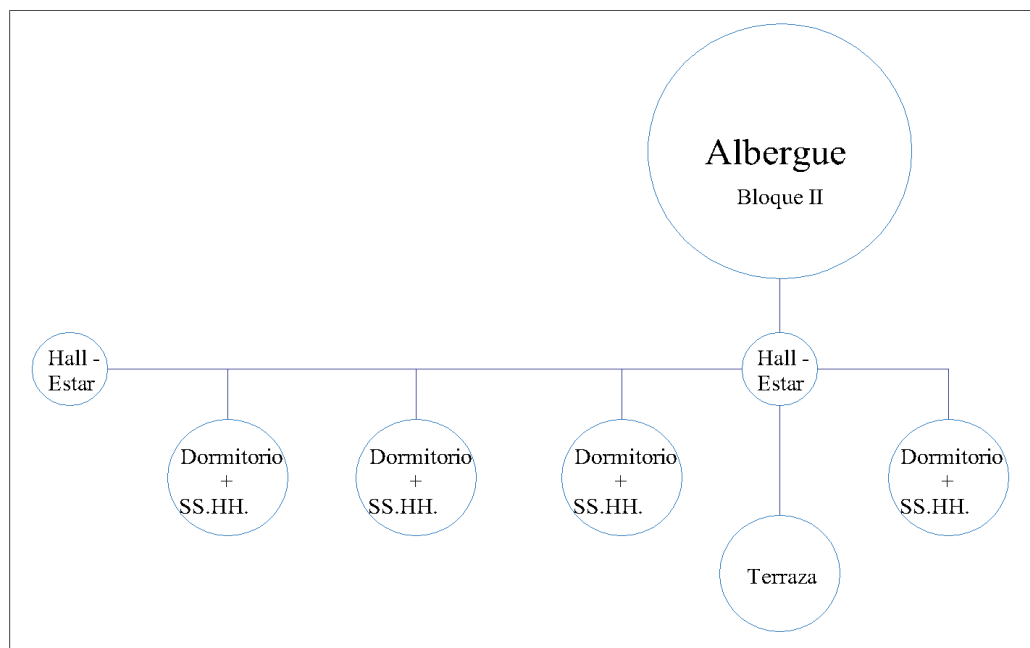 Albergue
Bloque II
Hall -
Estar
Hall -
Estar
Dormitorio
+
SS.HH.
Dormitorio
+
SS.HH.
Dormitorio
+
SS.HH.
Dormitorio
+
SS.HH.
Terraza